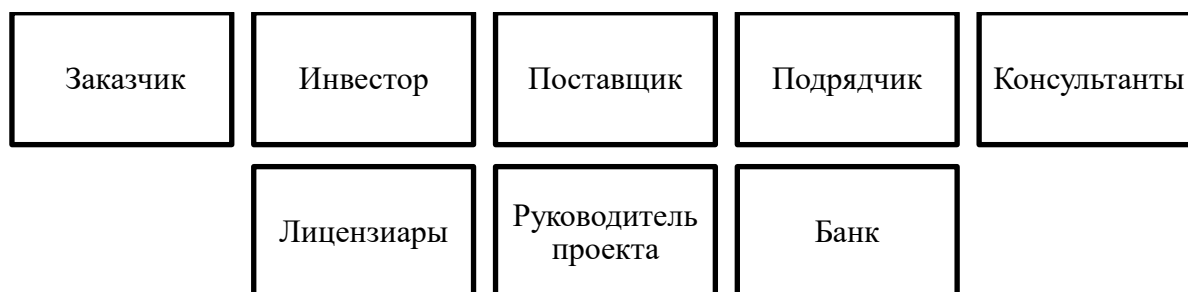 Заказчик
Инвестор
Поставщик
Подрядчик
Консультанты
Лицензиары
Руководитель
проекта
Банк